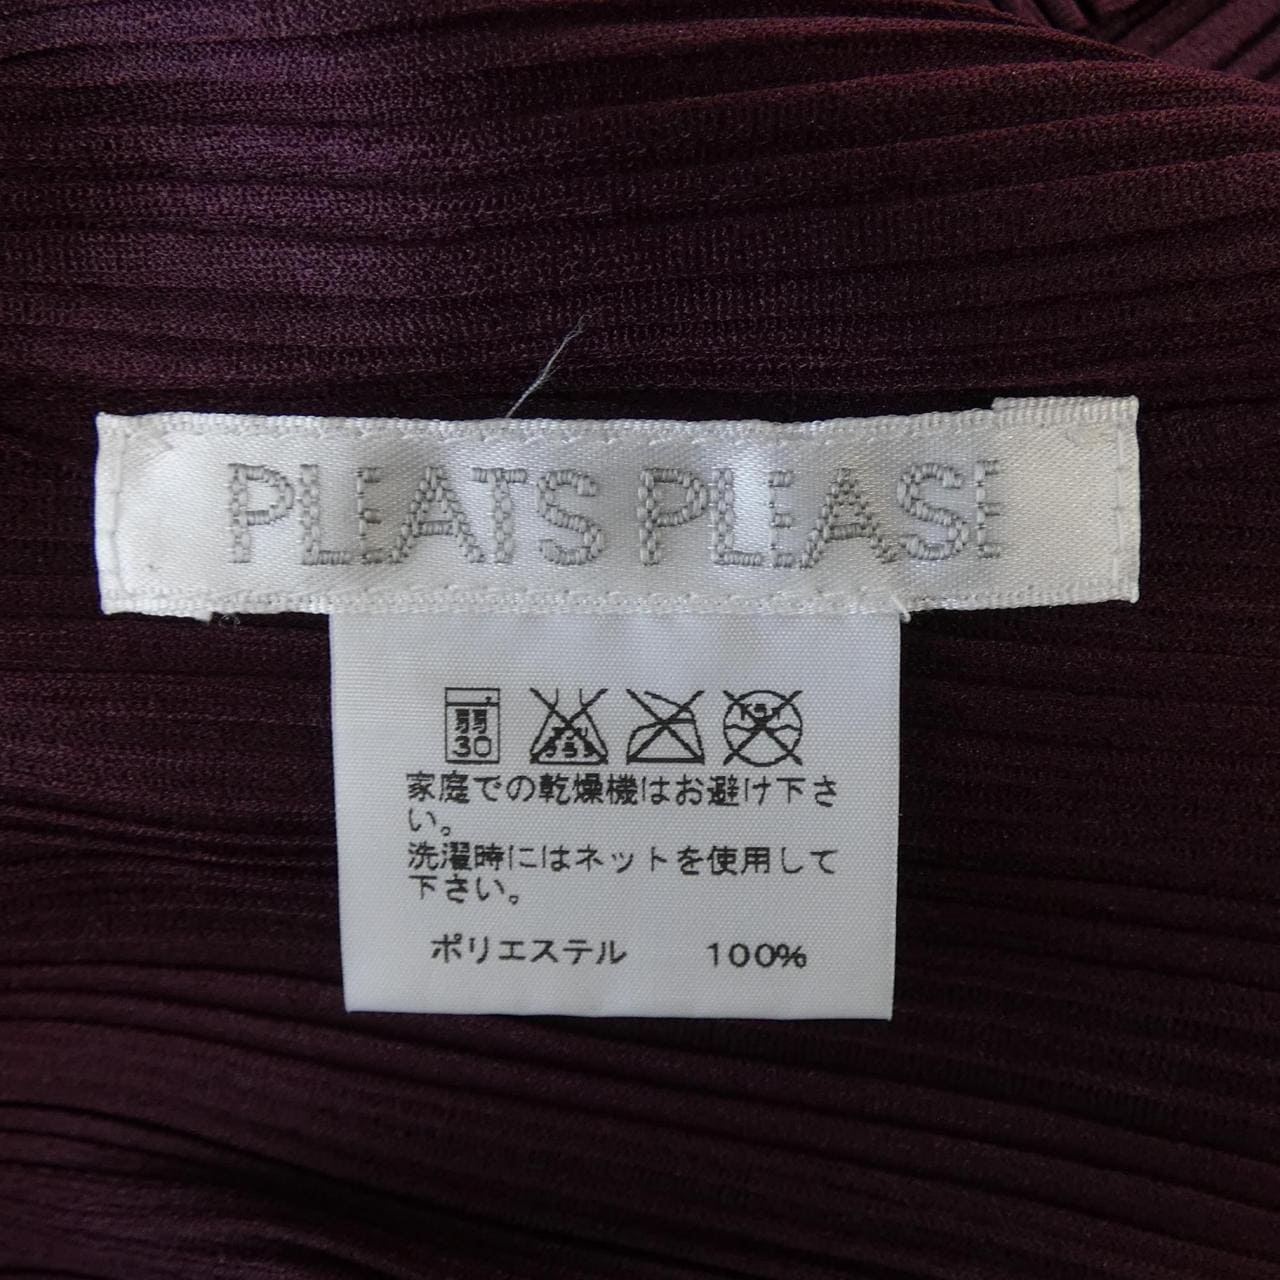 PLEATS PLEASE
弱
30
家庭での乾燥機はお避け下さ
い。
洗濯時にはネットを使用して
下さい。
ポリエステル 100%